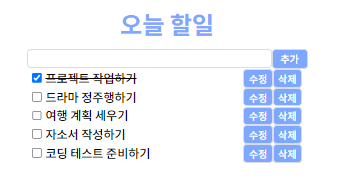 오늘 할일
추가
프로젝트 작업하기 수정 삭제
드라마 정주행하기 수정 삭제
여행 계획 세우기 수정 삭제
자소서 작성하기 수정 삭제
코딩 테스트 준비하기 수정 삭제